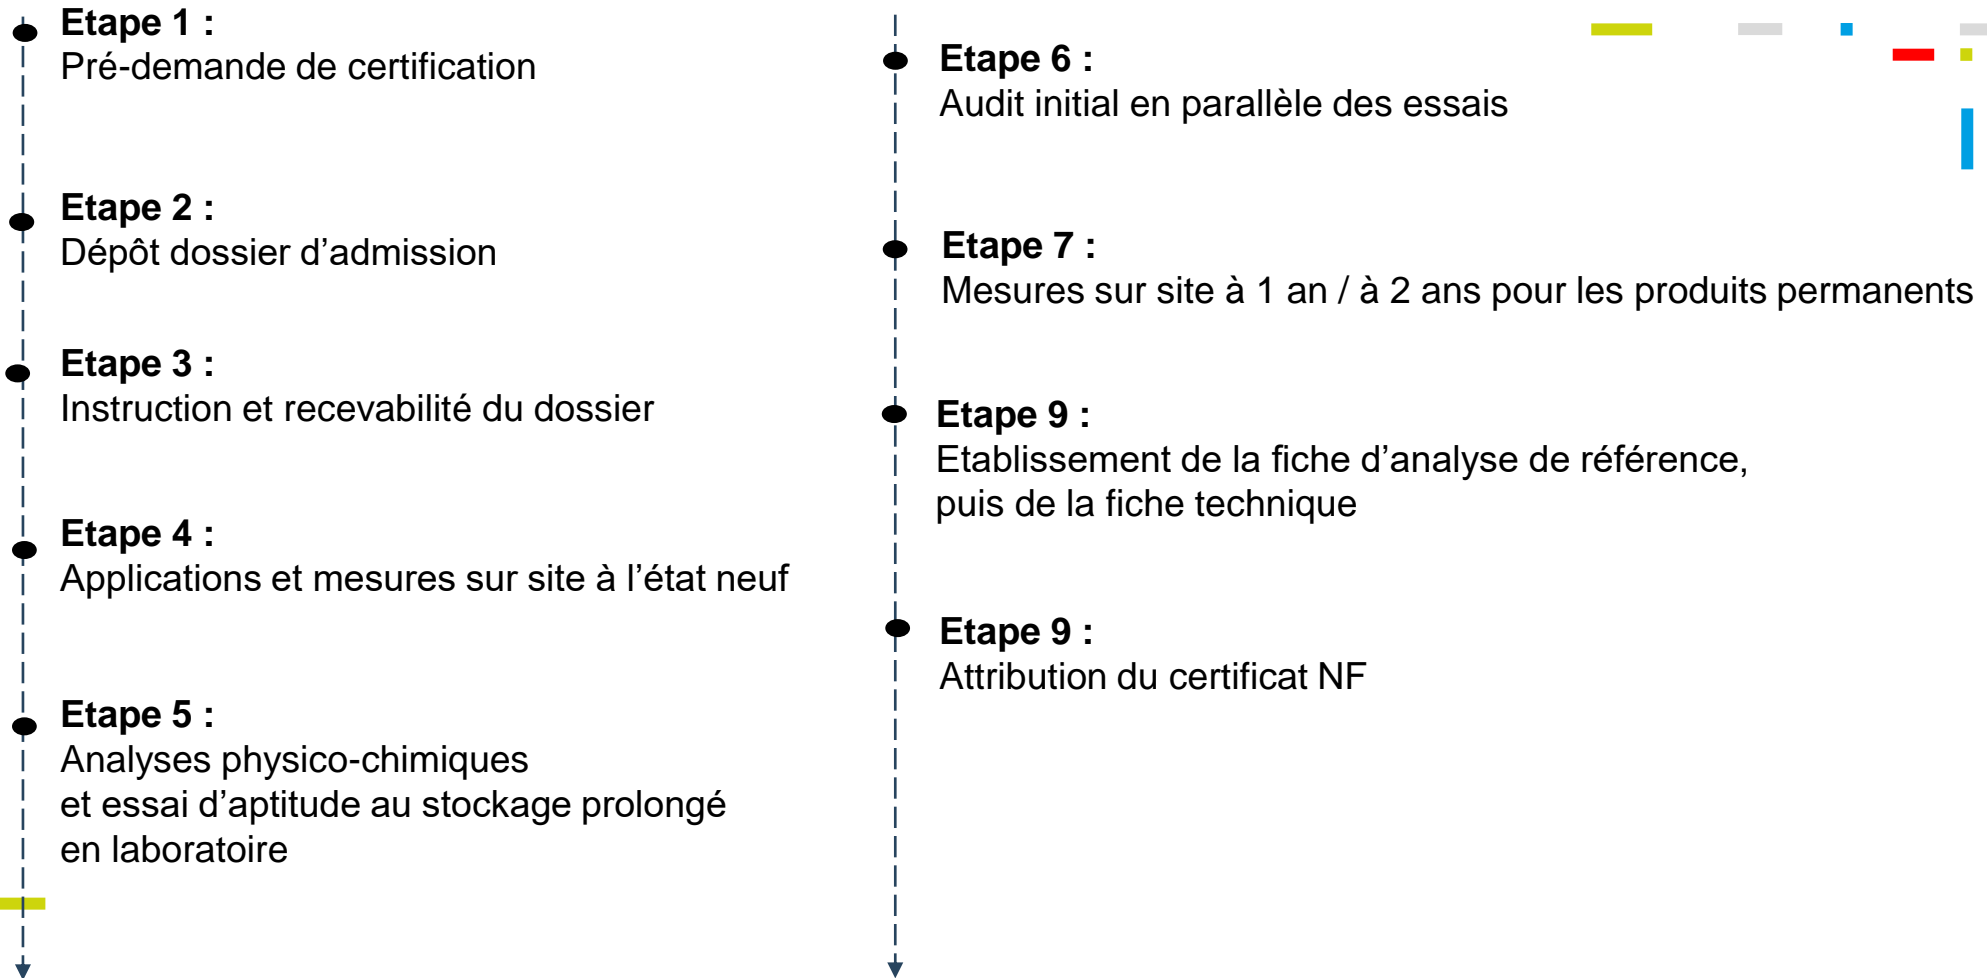 Etape 1 :
Pré-demande de certification
Etape 2 :
Dépôt dossier d’admission
Etape 3 :
Instruction et recevabilité du dossier
Etape 4 :
Applications et mesures sur site à l’état neuf
Etape 5 :
Analyses physico-chimiques
et essai d’aptitude au stockage prolongé
en laboratoire
Etape 6 :
Audit initial en parallèle des essais
Etape 7 :
Mesures sur site à 1 an / à 2 ans pour les produits permanents
Etape 9 :
Etablissement de la fiche d’analyse de référence,
puis de la fiche technique
Etape 9 :
Attribution du certificat NF